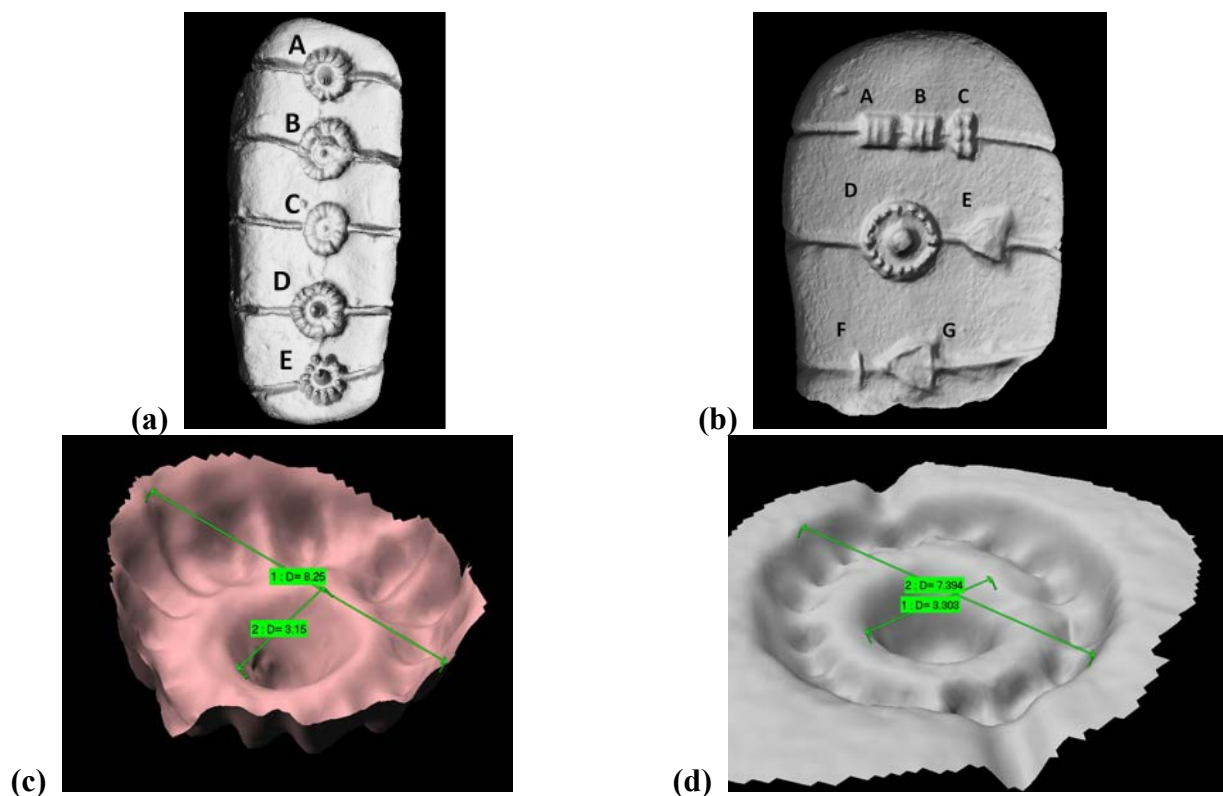 A
B
C
D
E
(a)
A B C
D E
F G
(b)
1 : D= 8.25
2 : D= 3.15
(c)
2 : D= 7.394
1 : D= 3.303
(d)